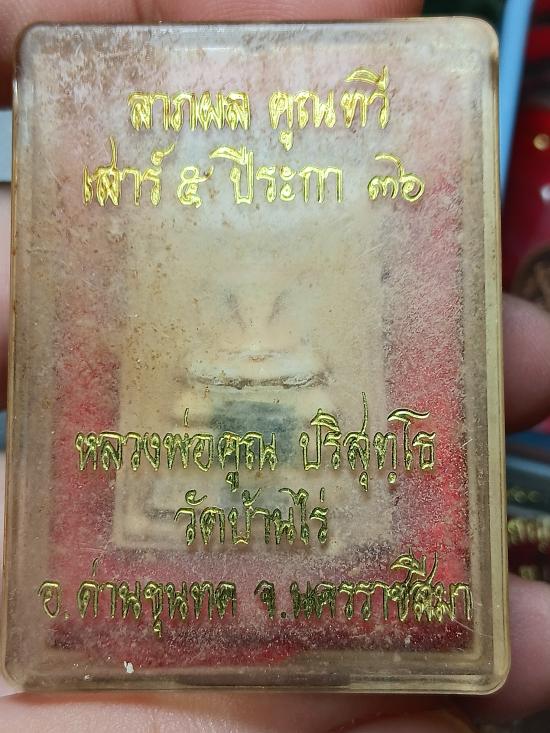 ลาภผล คูณทวี
เสาร์ ๕ ปีระกา ๓๖
หลวงพ่อคูณ ปริสุทฺโธ
วัดบ้านไร่
อ.ด่านขุนทด จ.นครราชสีมา